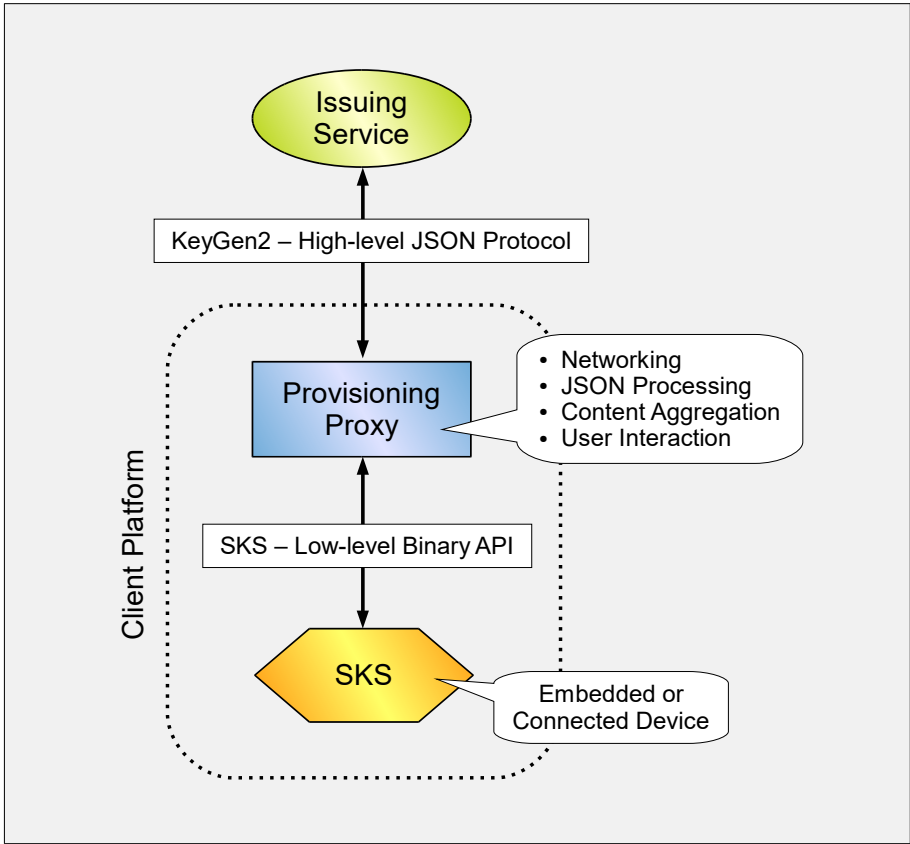 Issuing
Service
KeyGen2 – High-level JSON Protocol
Provisioning
Proxy
• Networking
• JSON Processing
• Content Aggregation
• User Interaction
Client Platform
SKS – Low-level Binary API
SKS
Embedded or
Connected Device